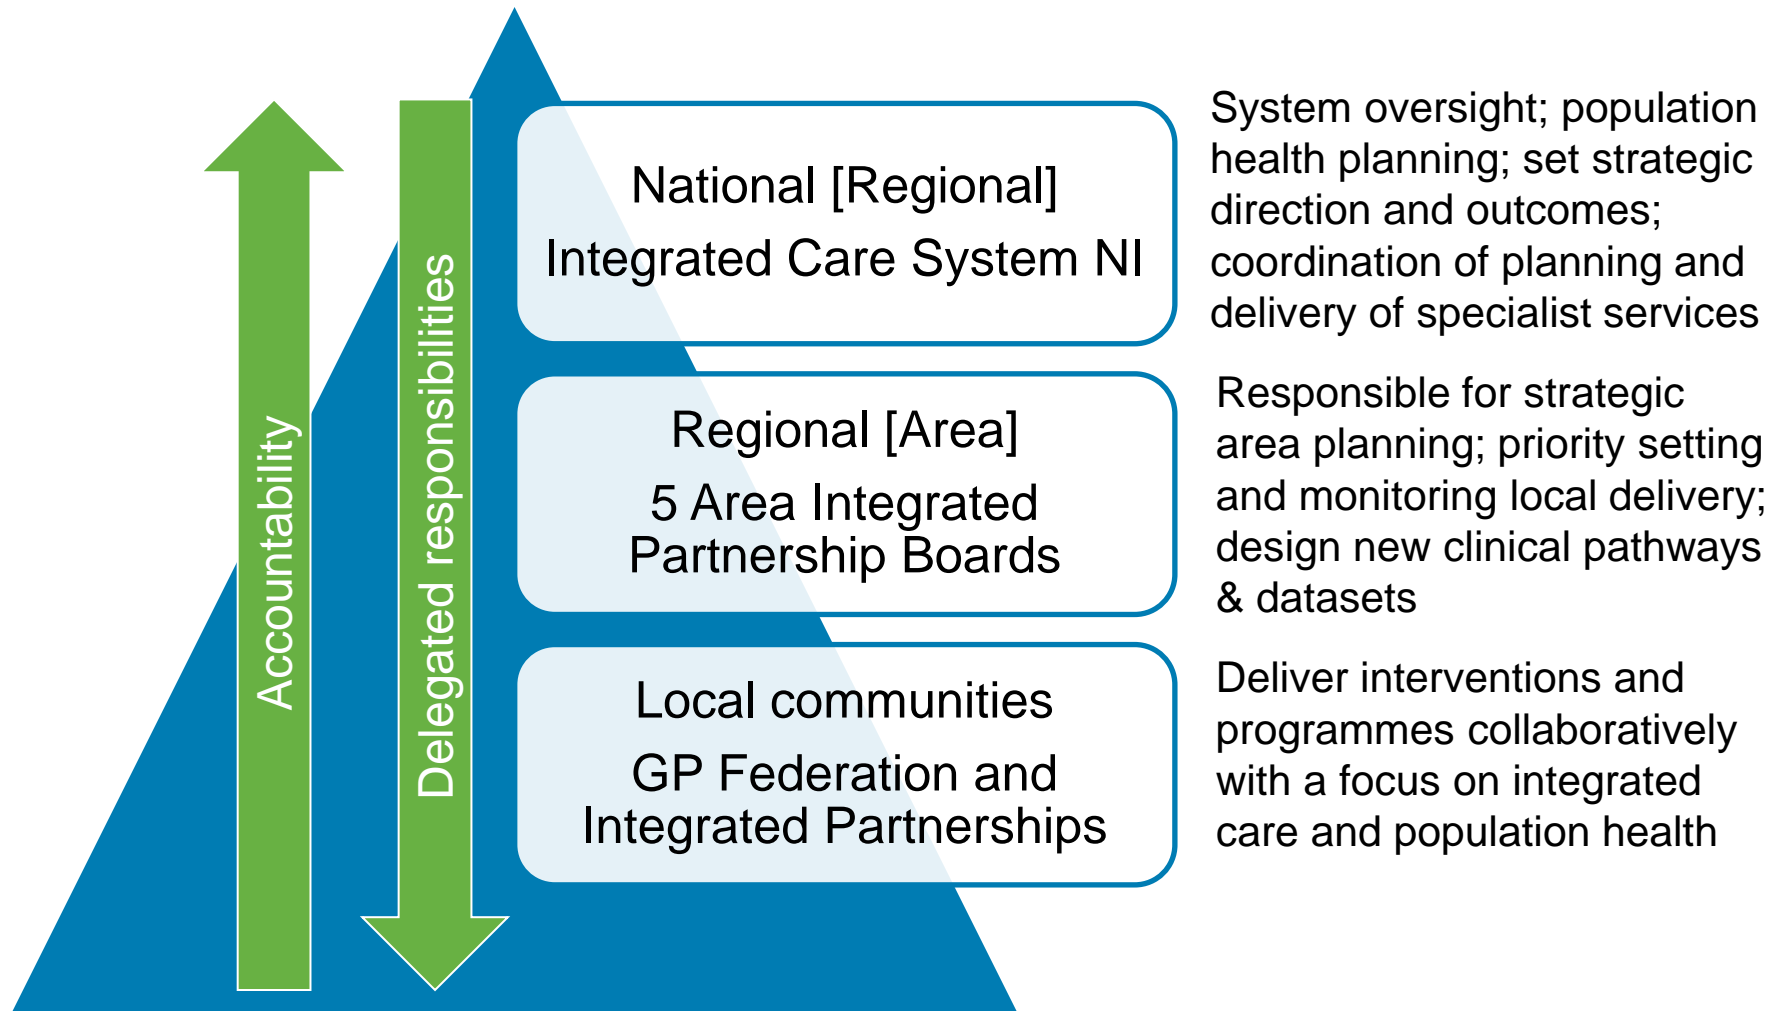 Accountability
Delegated responsibilities
National [Regional]
Integrated Care System NI
System oversight; population
health planning; set strategic
direction and outcomes;
coordination of planning and
delivery of specialist services
Regional [Area]
5 Area Integrated
Partnership Boards
Responsible for strategic
area planning; priority setting
and monitoring local delivery;
design new clinical pathways
& datasets
Local communities
GP Federation and
Integrated Partnerships
Deliver interventions and
programmes collaboratively
with a focus on integrated
care and population health